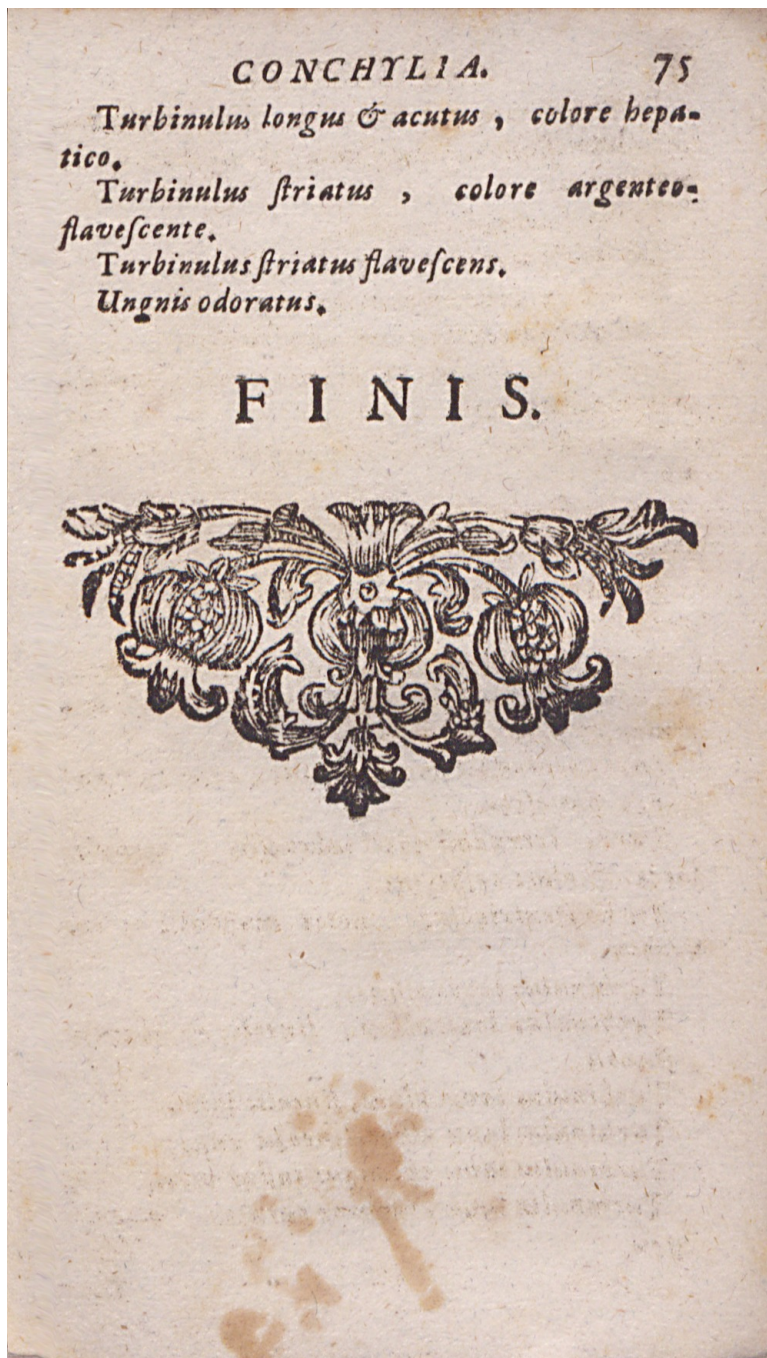 CONCHYLIA. 75
Turbinulus longus & acutus , colore hepa-
tico.
Turbinulus ſtriatus , colore argenteo-
flaveſcente.
Turbinulus ſtriatus flaveſcens.
Ungnis odoratus.
FINIS.